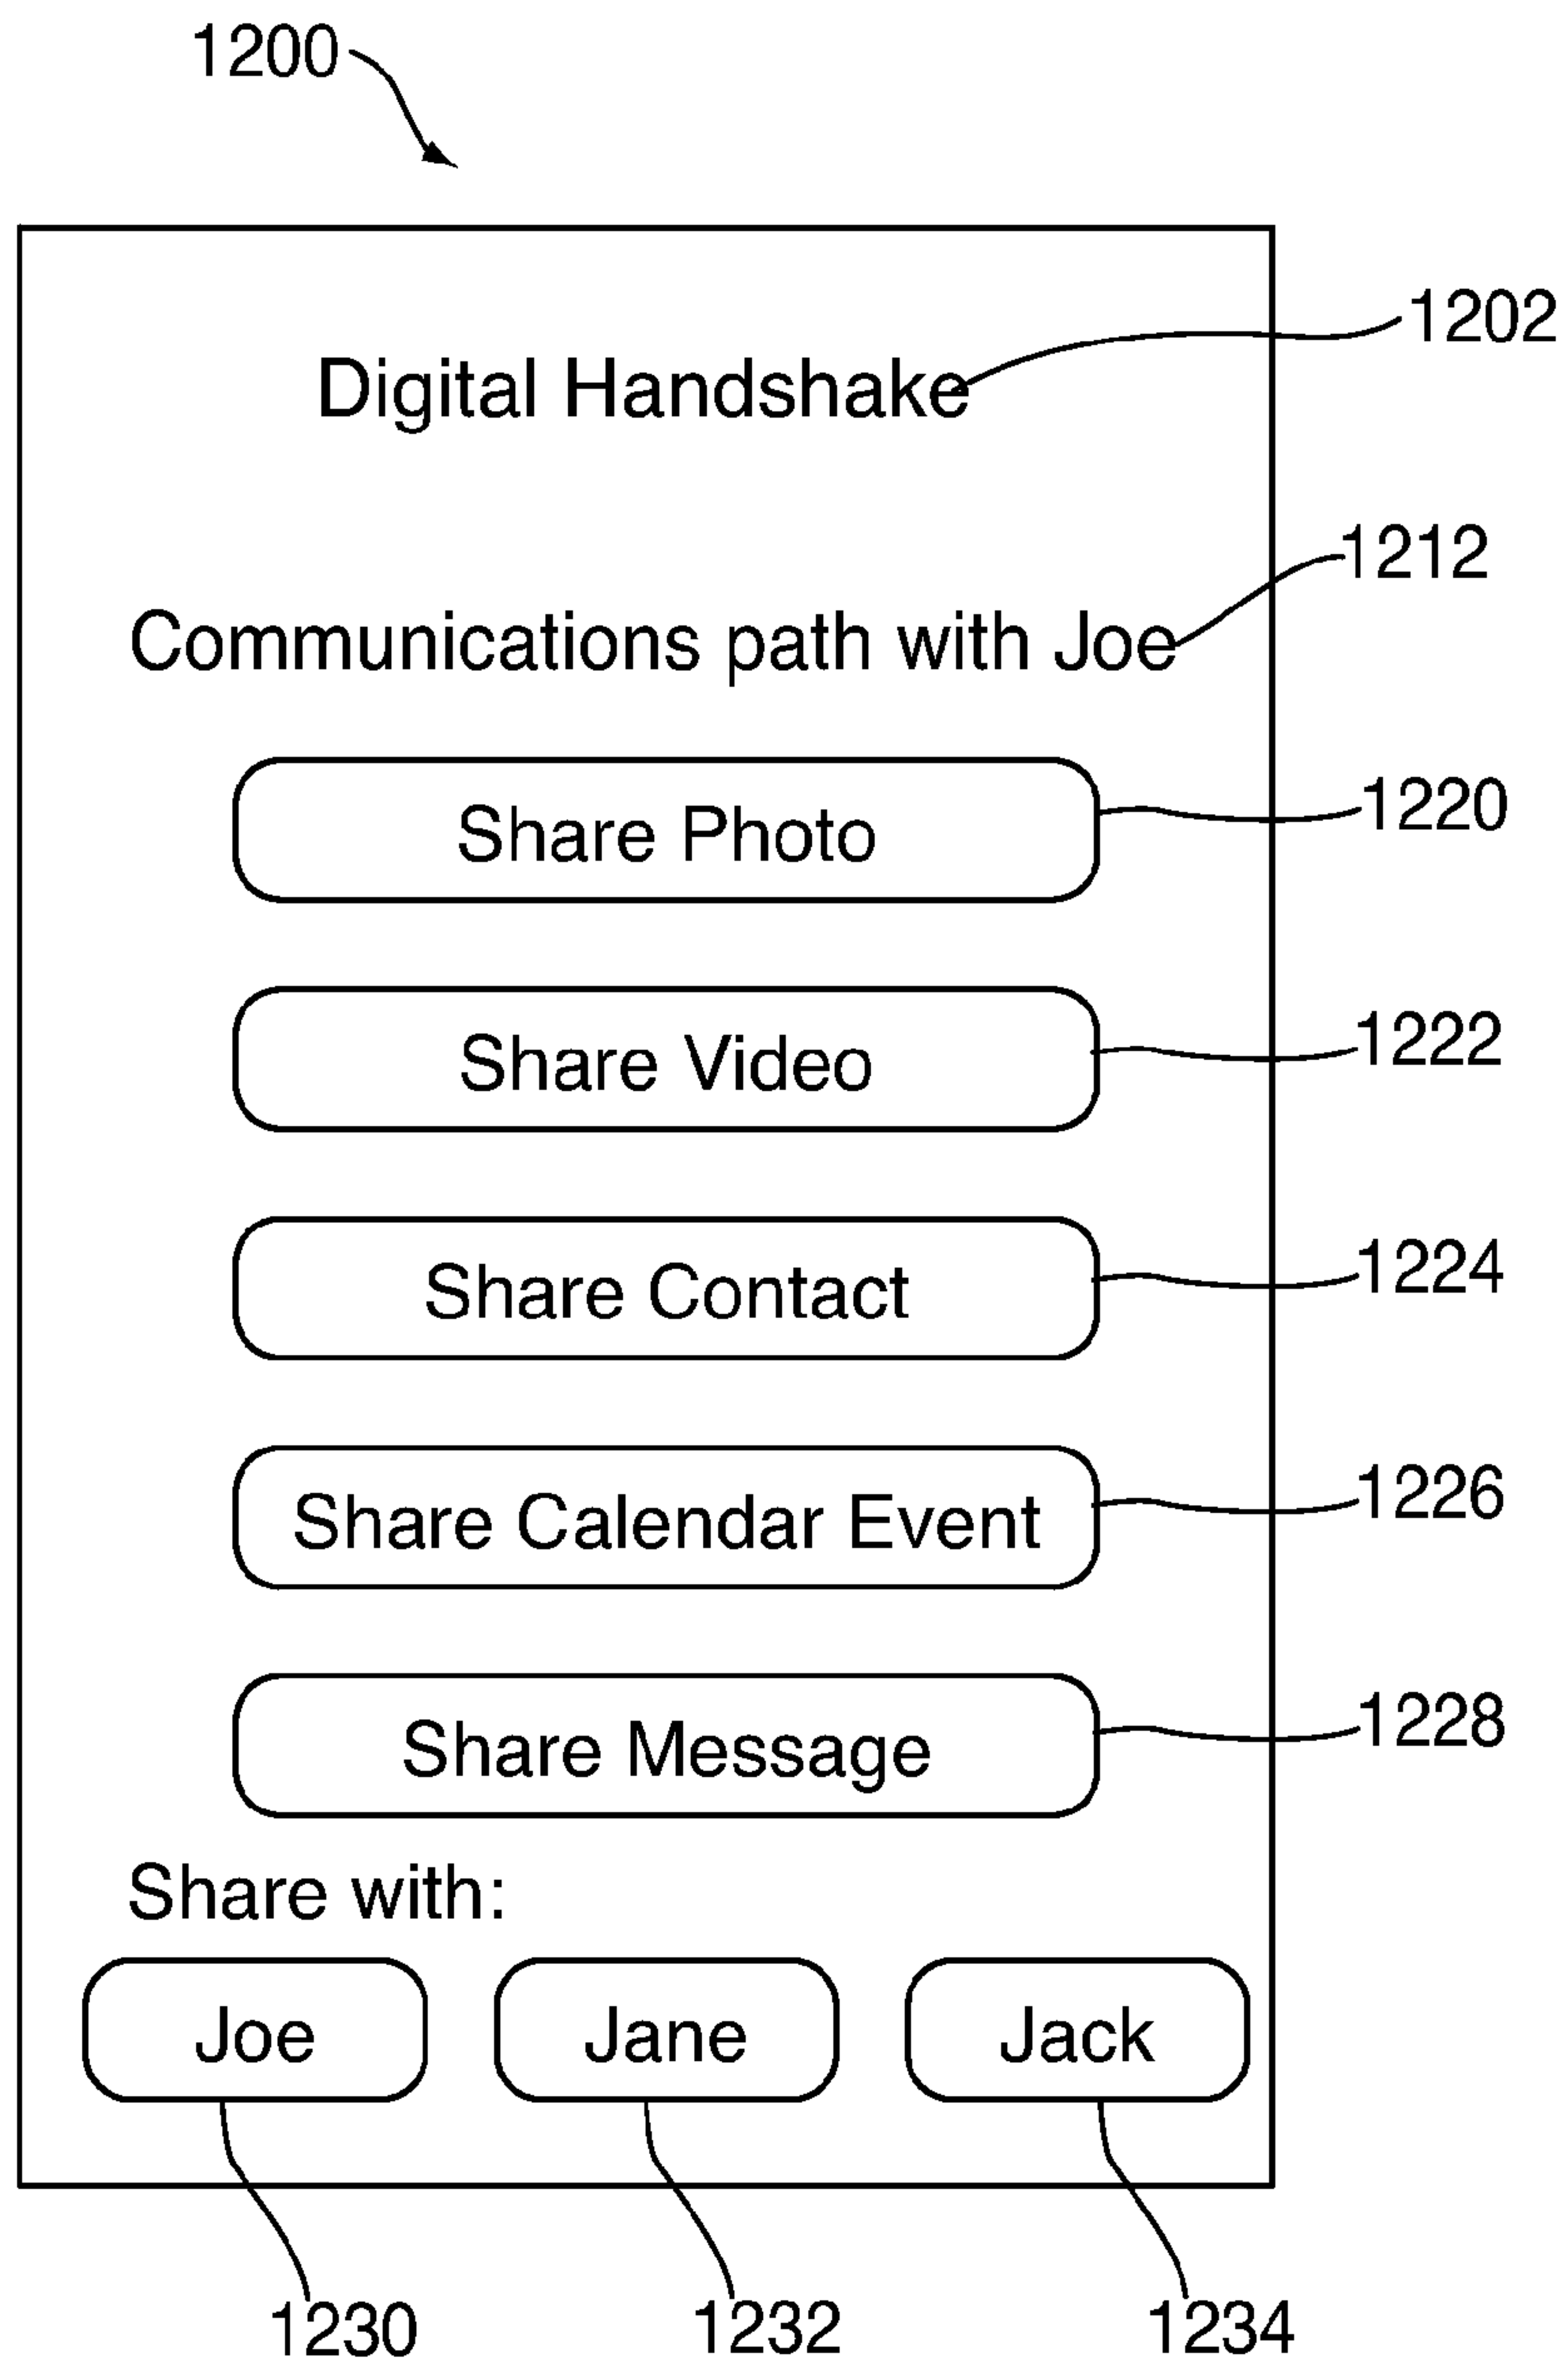 1200
1202
Digital Handshake
1212
Communications path with Joe
Share Photo 1220
Share Video 1222
Share Contact 1224
Share Calendar Event 1226
Share Message 1228
Share with:
Joe Jane Jack
1230 1232 1234